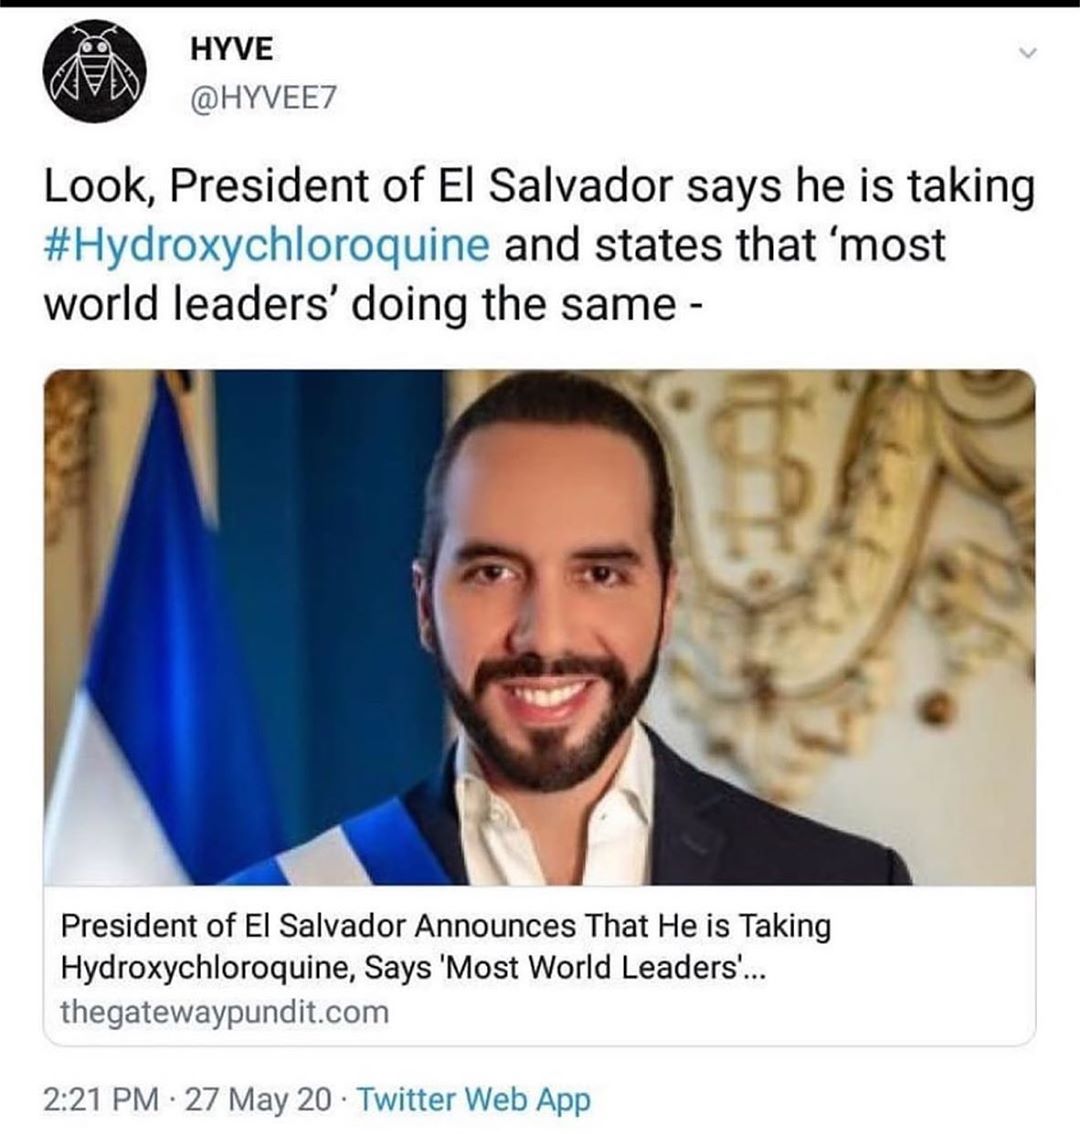 HYVE
@HYVEE7
Look, President of El Salvador says he is taking
#Hydroxychloroquine and states that ‘most
world leaders’ doing the same -
President of El Salvador Announces That He is Taking
Hydroxychloroquine, Says 'Most World Leaders'...
thegatewaypundit.com
2:21 PM · 27 May 20 · Twitter Web App